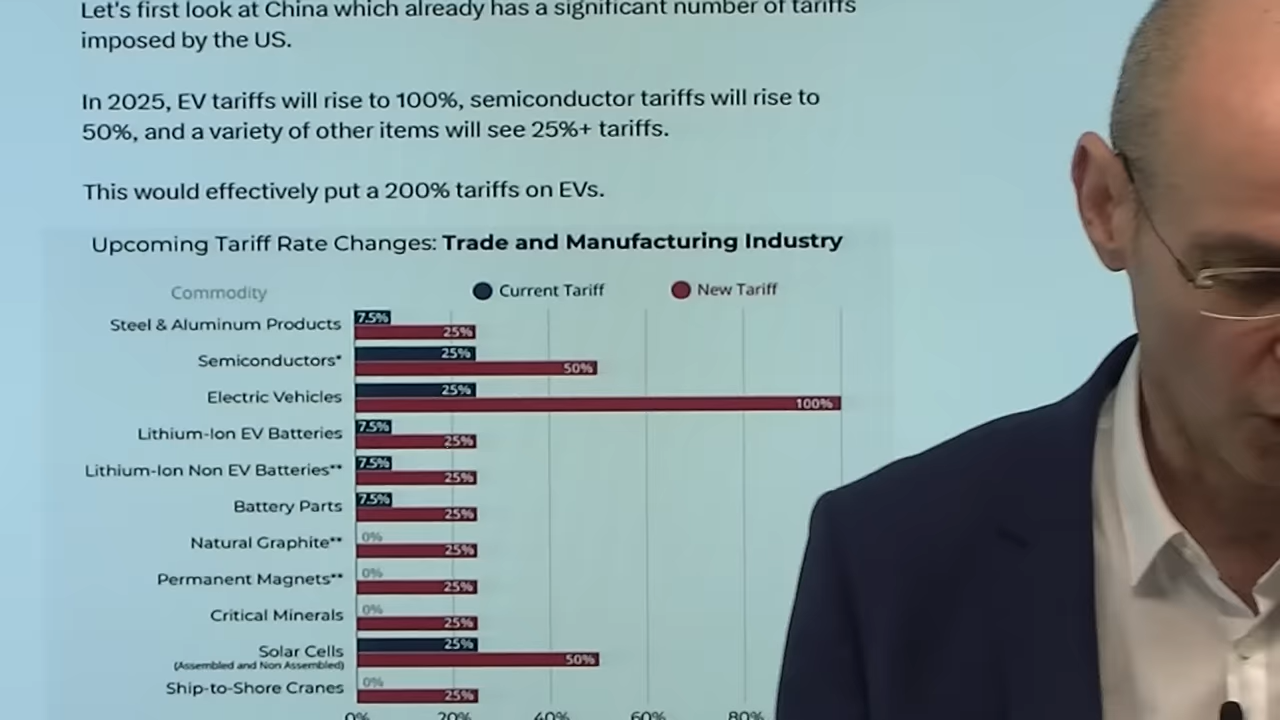 Let's first look at China which already has a significant number of tariffs
imposed by the US.
In 2025, EV tariffs will rise to 100%, semiconductor tariffs will rise to
50%, and a variety of other items will see 25%+ tariffs.
This would effectively put a 200% tariffs on EVs.
Upcoming Tariff Rate Changes: Trade and Manufacturing Industry
Commodity
Current Tariff
New Tariff
Steel & Aluminum Products
7.5%
25%
Semiconductors*
25%
50%
Electric Vehicles
25%
100%
Lithium-Ion EV Batteries
7.5%
25%
Lithium-Ion Non EV Batteries**
7.5%
25%
Battery Parts
7.5%
25%
Natural Graphite**
0%
25%
Permanent Magnets**
0%
25%
Critical Minerals
0%
25%
Solar Cells
(Assembled and Non Assembled)
25%
50%
Ship-to-Shore Cranes
0%
25%
0%
20%
40%
60%
80%